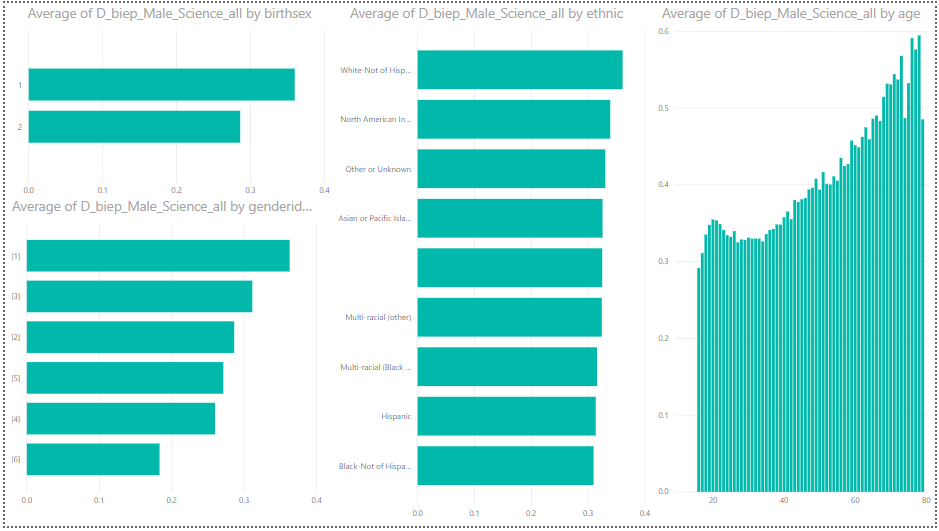 Average of D_biep_Male_Science_all by birthsex
1
2
0.0 0.1 0.2 0.3 0.4
Average of D_biep_Male_Science_all by genderid...
[1]
[3]
[2]
[5]
[4]
[6]
0.0 0.1 0.2 0.3 0.4
Average of D_biep_Male_Science_all by ethnic
White-Not of Hisp...
North American In...
Other or Unknown
Asian or Pacific Isla...
Multi-racial (other)
Multi-racial (Black ...
Hispanic
Black-Not of Hispa...
0.0 0.1 0.2 0.3 0.4
Average of D_biep_Male_Science_all by age
0.6
0.5
0.4
0.3
0.2
0.1
0.0
20 40 60 80